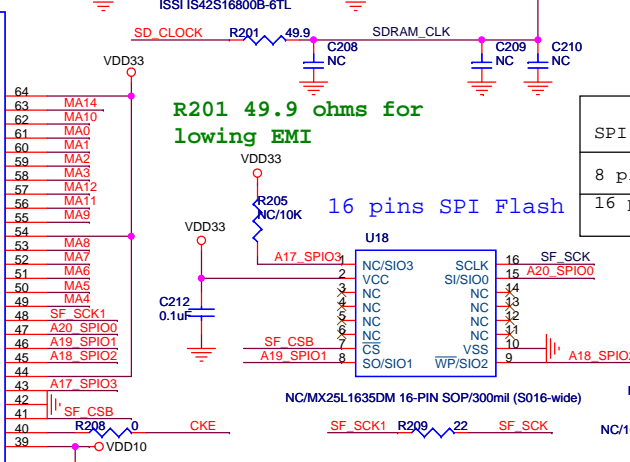 ISSI IS42S16800B-6TL
SD_CLOCK
R201
49.9
SDRAM_CLK
C208
NC
C209
NC
C210
NC
VDD33
R201 49.9 ohms for
lowing EMI
64
63 MA14
62 MA10
61 MA0
60 MA1
59 MA2
58 MA3
57 MA12
56 MA11
55 MA9
54
53 MA8
52 MA7
51 MA6
50 MA5
49 MA4
48 SF_SCK1
47 A20_SPIO0
46 A19_SPIO1
45 A18_SPIO2
44
43 A17_SPIO3
42
41 SF_CSB
40 R208 0 CKE
39 VDD10
VDD33
R205
NC/10K
16 pins SPI Flash
SPI
8 p
16 p
VDD33
C212
0.1uF
U18
A17_SPIO3 1 NC/SIO3 SCLK 16 SF_SCK
2 VCC SI/SIO0 15 A20_SPIO0
3 NC NC 14
4 NC NC 13
5 NC NC 12
6 NC NC 11
SF_CSB 7 CS VSS 10
A19_SPIO1 8 SO/SIO1 WP/SIO2 9 A18_SPIO2
NC/MX25L1635DM 16-PIN SOP/300mil (S016-wide)
SF_SCK1 R209 22 SF_SCK
NC/1